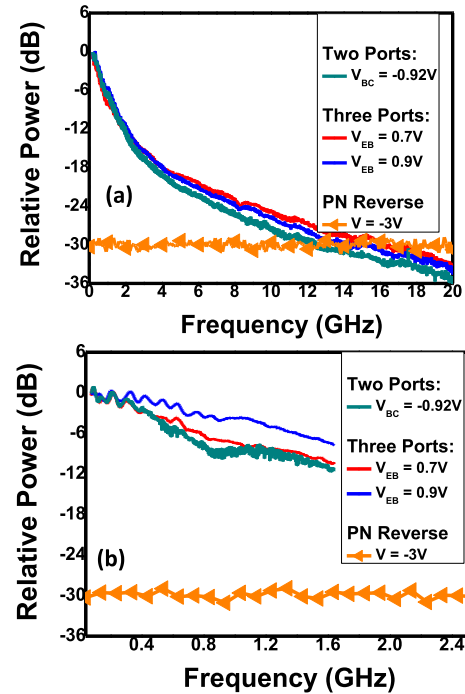 6
0
-6
-12
-18
-24
-30
-36
Relative Power (dB)
Two Ports:
V_BC = -0.92V
Three Ports:
V_EB = 0.7V
V_EB = 0.9V
PN Reverse
V = -3V
(a)
0 2 4 6 8 10 12 14 16 18 20
Frequency (GHz)
6
0
-6
-12
-18
-24
-30
-36
Relative Power (dB)
Two Ports:
V_BC = -0.92V
Three Ports:
V_EB = 0.7V
V_EB = 0.9V
PN Reverse
V = -3V
(b)
0.4 0.8 1.2 1.6 2.0 2.4
Frequency (GHz)